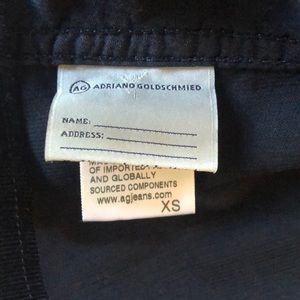 AG ADRIANO GOLDSCHMIED
NAME:
ADDRESS:
OF IMPORTED
AND GLOBALLY
SOURCED COMPONENTS
www.agjeans.com
XS